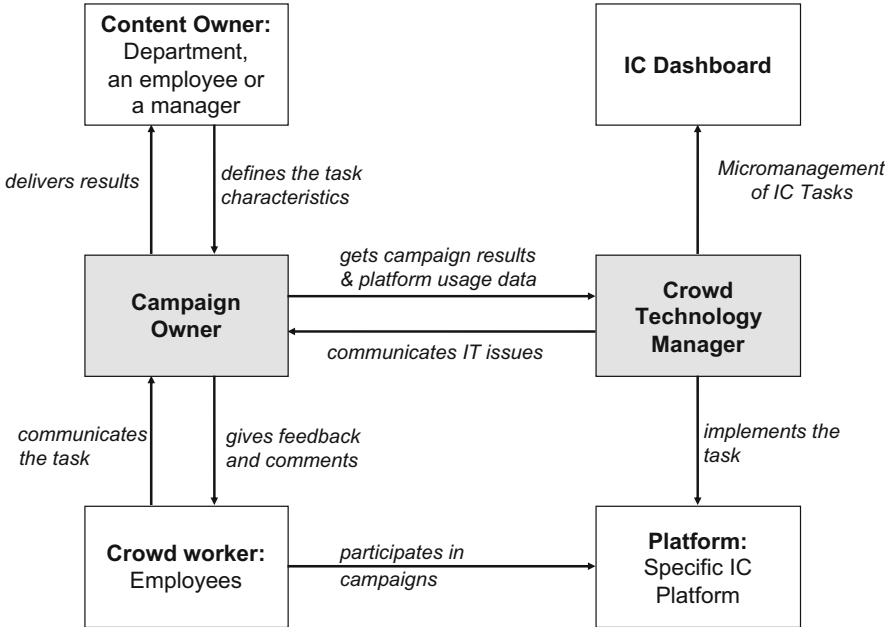 Content Owner:
Department,
an employee or
a manager
IC Dashboard
delivers results
defines the task
characteristics
Micromanagement
of IC Tasks
gets campaign results
& platform usage data
Campaign
Owner
Crowd
Technology
Manager
communicates IT issues
communicates
the task
gives feedback
and comments
implements the
task
Crowd worker:
Employees
participates in
campaigns
Platform:
Specific IC
Platform